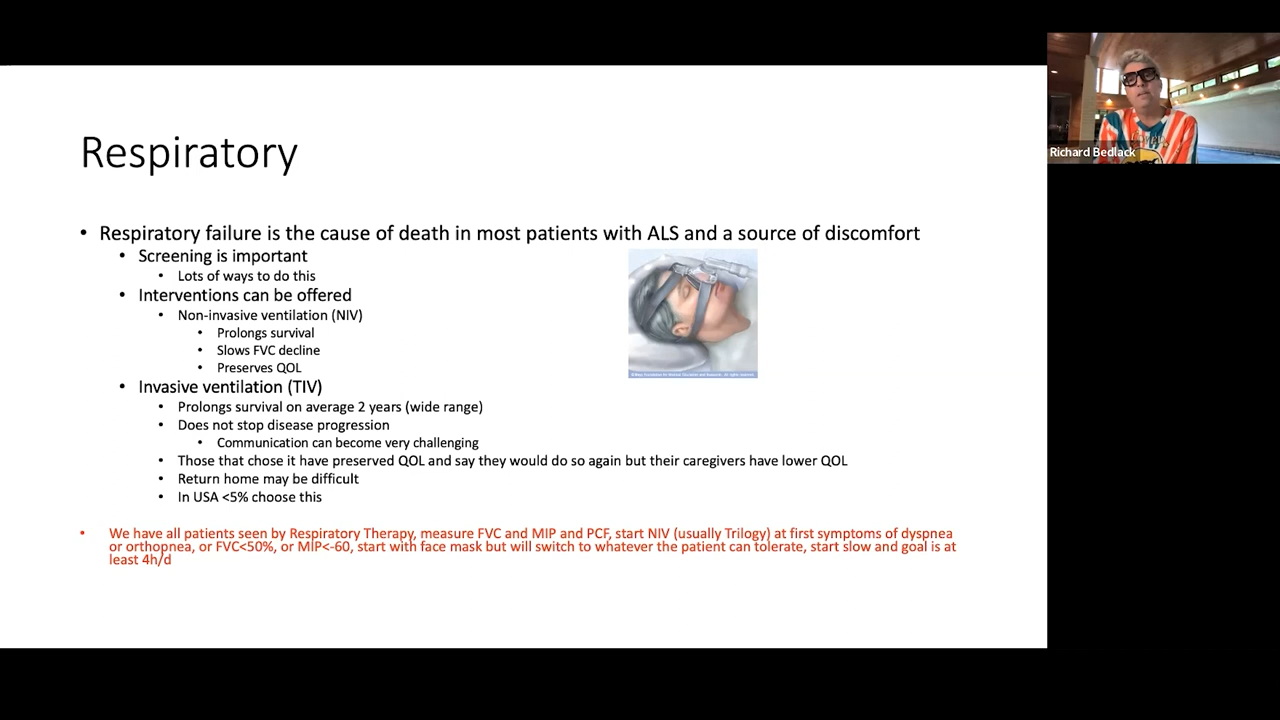 Respiratory
• Respiratory failure is the cause of death in most patients with ALS and a source of discomfort
• Screening is important
• Lots of ways to do this
• Interventions can be offered
• Non-invasive ventilation (NIV)
• Prolongs survival
• Slows FVC decline
• Preserves QOL
• Invasive ventilation (TIV)
• Prolongs survival on average 2 years (wide range)
• Does not stop disease progression
• Communication can become very challenging
• Those that chose it have preserved QOL and say they would do so again but their caregivers have lower QOL
• Return home may be difficult
• In USA <5% choose this
• We have all patients seen by Respiratory Therapy, measure FVC and MIP and PCF, start NIV (usually Trilogy) at first symptoms of dyspnea
or orthopnea, or FVC<50%, or MIP<-60, start with face mask but will switch to whatever the patient can tolerate, start slow and goal is at
least 4h/d
Richard Bedlack